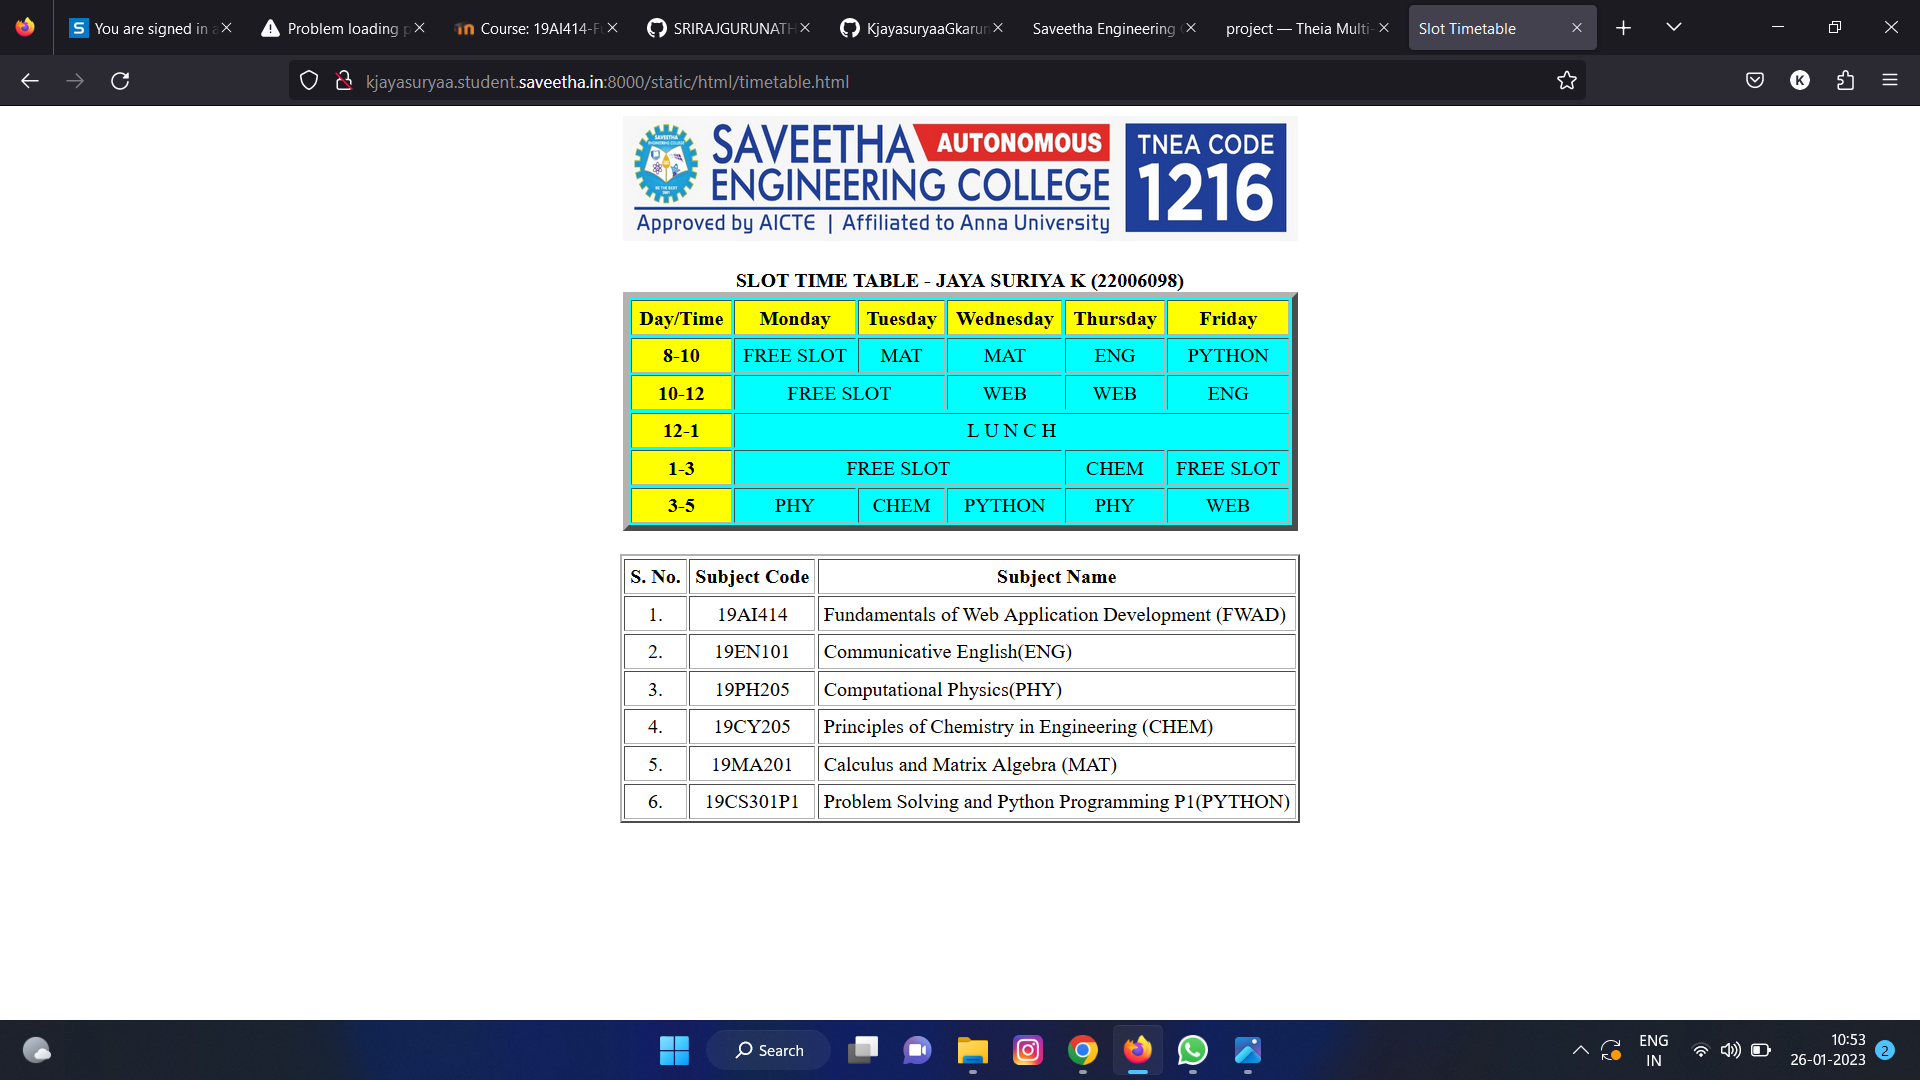 You are signed in a
Problem loading p
Course: 19AI414-Fu
SRIRAJGURUNATH
KjayasuryaaGkarun
Saveetha Engineering C
project — Theia Multi-
Slot Timetable
kjayasuryaa.student.saveetha.in:8000/static/html/timetable.html
K
SAVEETHA AUTONOMOUS
ENGINEERING COLLEGE
Approved by AICTE | Affiliated to Anna University
TNEA CODE
1216
SLOT TIME TABLE - JAYA SURIYA K (22006098)
Day/Time Monday Tuesday Wednesday Thursday Friday
8-10 FREE SLOT MAT MAT ENG PYTHON
10-12 FREE SLOT WEB WEB ENG
12-1 L U N C H
1-3 FREE SLOT CHEM FREE SLOT
3-5 PHY CHEM PYTHON PHY WEB
S. No. Subject Code Subject Name
1. 19AI414 Fundamentals of Web Application Development (FWAD)
2. 19EN101 Communicative English(ENG)
3. 19PH205 Computational Physics(PHY)
4. 19CY205 Principles of Chemistry in Engineering (CHEM)
5. 19MA201 Calculus and Matrix Algebra (MAT)
6. 19CS301P1 Problem Solving and Python Programming P1(PYTHON)
Search
ENG
IN
10:53
26-01-2023
2